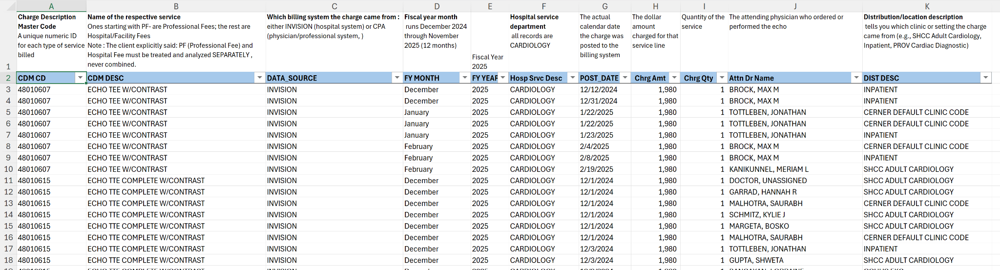 A B C D E F G H I J K
1
Charge Description
Master Code
A unique numeric ID
for each type of service
billed
Name of the respective service
Ones starting with PF- are Professional Fees; the rest are
Hospital/Facility Fees
Note : The client explicitly said: PF (Professional Fee) and
Hospital Fee must be treated and analyzed SEPARATELY ,
never combined.
Which billing system the charge came from :
either INVISION (hospital system) or CPA
(physician/professional system, )
Fiscal year month
runs December 2024
through November
2025 (12 months)
Fiscal Year
2025
Hospital service
department
all records are
CARDIOLOGY
The actual
calendar date
the charge was
posted to the
billing system
The dollar
amount
charged for that
service line
Quantity of the
service
The attending physician who ordered or
performed the echo
Distribution/location description
tells you which clinic or setting the charge
came from (e.g., SHCC Adult Cardiology,
Inpatient, PROV Cardiac Diagnostic)
2 CDM CD CDM DESC DATA_SOURCE FY MONTH FY YEAR Hosp Srvc Desc POST_DATE Chrg Amt Chrg Qty Attn Dr Name DIST DESC
3 48010607 ECHO TEE W/CONTRAST INVISION December 2025 CARDIOLOGY 12/12/2024 1,980 1 BROCK, MAX M INPATIENT
4 48010607 ECHO TEE W/CONTRAST INVISION December 2025 CARDIOLOGY 12/31/2024 1,980 1 BROCK, MAX M INPATIENT
5 48010607 ECHO TEE W/CONTRAST INVISION January 2025 CARDIOLOGY 1/22/2025 1,980 1 TOTTLEBEN, JONATHAN CERNER DEFAULT CLINIC CODE
6 48010607 ECHO TEE W/CONTRAST INVISION January 2025 CARDIOLOGY 1/22/2025 1,980 1 TOTTLEBEN, JONATHAN CERNER DEFAULT CLINIC CODE
7 48010607 ECHO TEE W/CONTRAST INVISION January 2025 CARDIOLOGY 1/23/2025 1,980 1 TOTTLEBEN, JONATHAN INPATIENT
8 48010607 ECHO TEE W/CONTRAST INVISION February 2025 CARDIOLOGY 2/4/2025 1,980 1 BROCK, MAX M CERNER DEFAULT CLINIC CODE
9 48010607 ECHO TEE W/CONTRAST INVISION February 2025 CARDIOLOGY 2/8/2025 1,980 1 BROCK, MAX M INPATIENT
10 48010607 ECHO TEE W/CONTRAST INVISION February 2025 CARDIOLOGY 2/19/2025 1,980 1 KANIKUNNEL, MERIAM L SHCC ADULT CARDIOLOGY
11 48010615 ECHO TTE COMPLETE W/CONTRAST INVISION December 2025 CARDIOLOGY 12/1/2024 1,980 1 DOCTOR, UNASSIGNED SHCC ADULT CARDIOLOGY
12 48010615 ECHO TTE COMPLETE W/CONTRAST INVISION December 2025 CARDIOLOGY 12/1/2024 1,980 1 GARRAD, HANNAH R SHCC ADULT CARDIOLOGY
13 48010615 ECHO TTE COMPLETE W/CONTRAST INVISION December 2025 CARDIOLOGY 12/1/2024 1,980 1 MALHOTRA, SAURABH CERNER DEFAULT CLINIC CODE
14 48010615 ECHO TTE COMPLETE W/CONTRAST INVISION December 2025 CARDIOLOGY 12/1/2024 1,980 1 SCHMITZ, KYLIE J SHCC ADULT CARDIOLOGY
15 48010615 ECHO TTE COMPLETE W/CONTRAST INVISION December 2025 CARDIOLOGY 12/1/2024 1,980 1 MARGETA, BOSKO SHCC ADULT CARDIOLOGY
16 48010615 ECHO TTE COMPLETE W/CONTRAST INVISION December 2025 CARDIOLOGY 12/1/2024 1,980 1 MALHOTRA, SAURABH CERNER DEFAULT CLINIC CODE
17 48010615 ECHO TTE COMPLETE W/CONTRAST INVISION December 2025 CARDIOLOGY 12/3/2024 1,980 1 TOTTLEBEN, JONATHAN INPATIENT
18 48010615 ECHO TTE COMPLETE W/CONTRAST INVISION December 2025 CARDIOLOGY 12/3/2024 1,980 1 GUPTA, SHWETA SHCC ADULT CARDIOLOGY